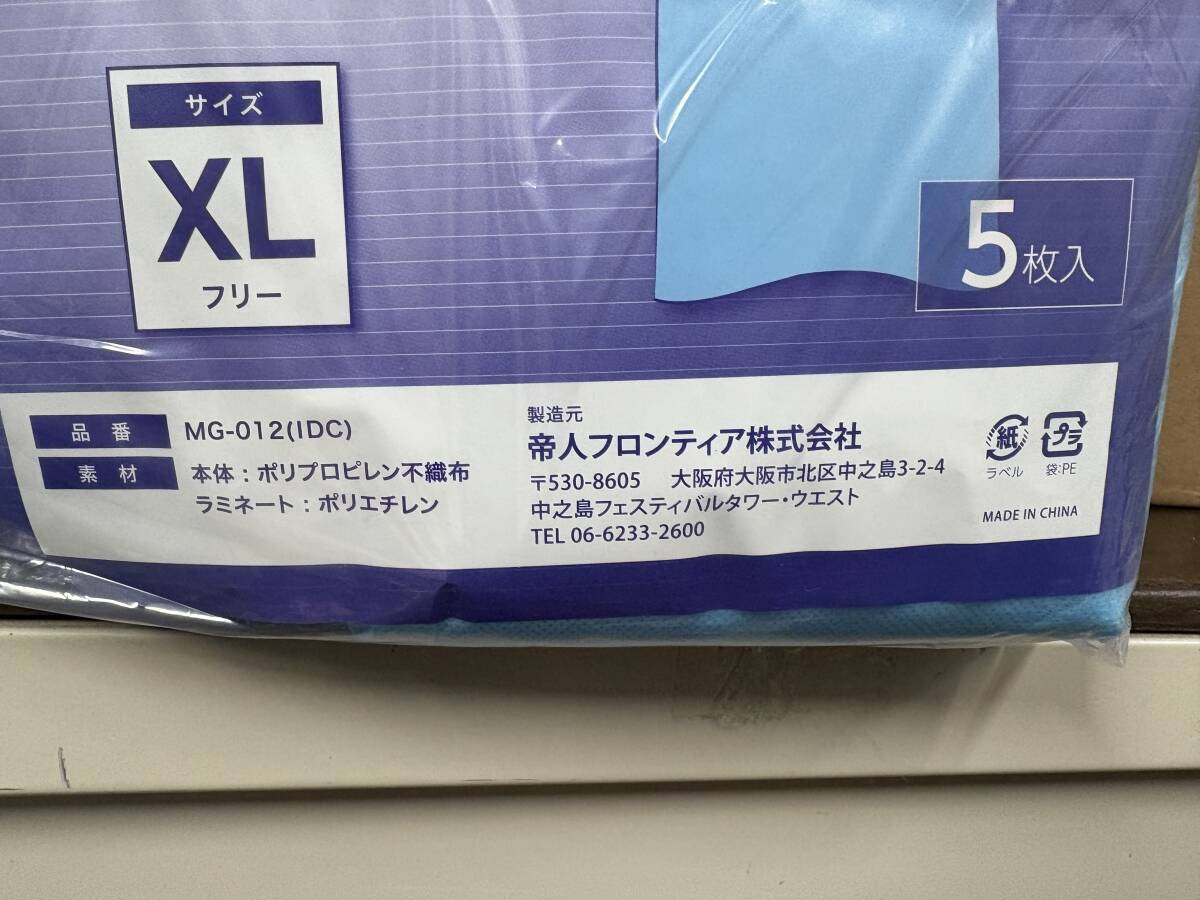 サイズ
XL
フリー
5枚入
品番 MG-012(IDC)
素材 本体：ポリプロピレン不織布
ラミネート：ポリエチレン
製造元
帝人フロンティア株式会社
〒530-8605 大阪府大阪市北区中之島3-2-4
中之島フェスティバルタワー・ウエスト
TEL 06-6233-2600
紙
ラベル
プラ
袋:PE
MADE IN CHINA